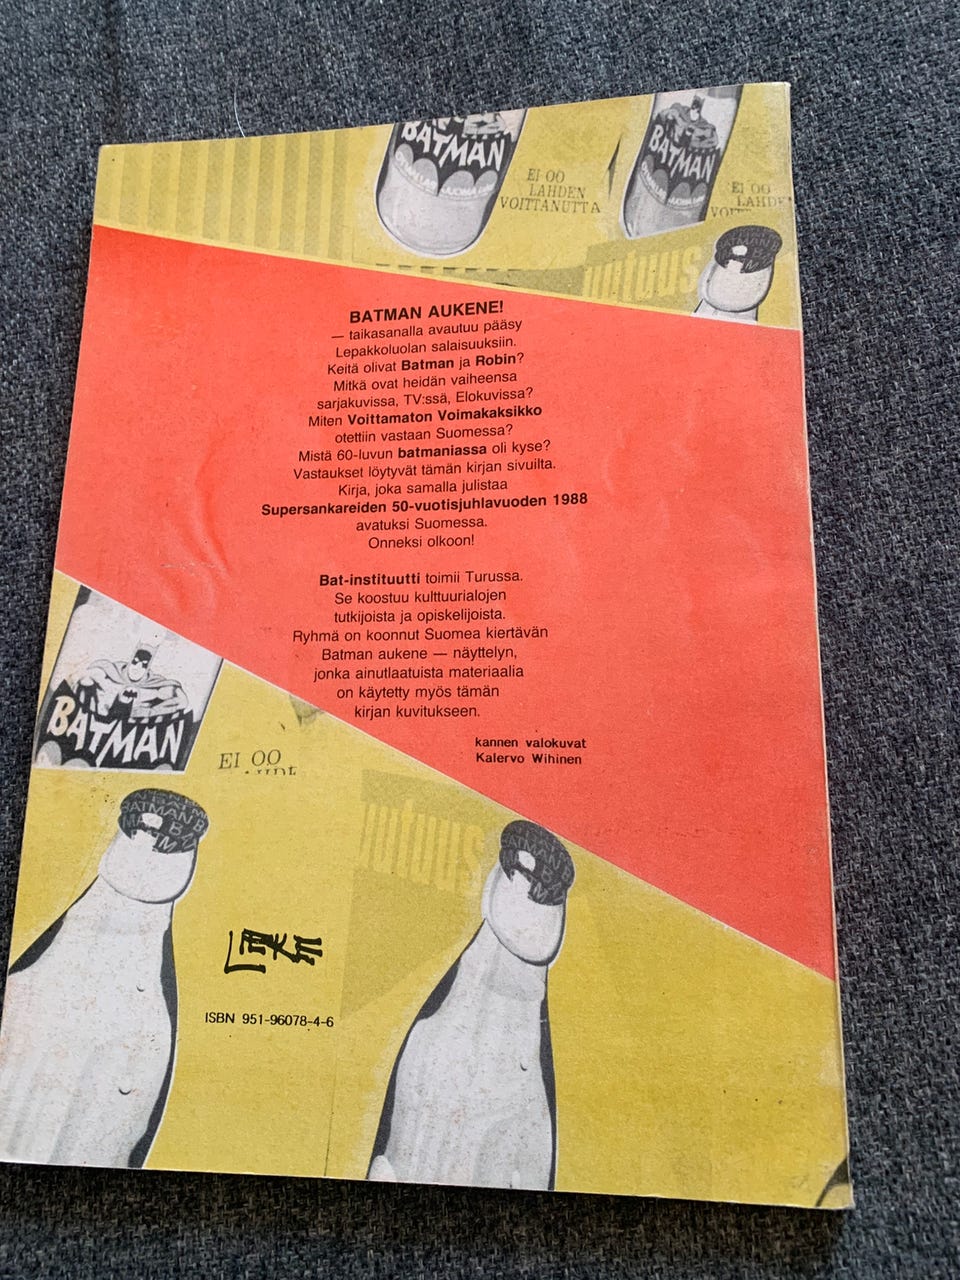 BATMAN
BATMAN
EI OO
LAHDEN
VOITTANUTTA
EI OO
LAHDE
uutuus
BATMAN AUKENE!
— taikasanalla avautuu pääsy
Lepakkoluolan salaisuuksiin.
Keitä olivat Batman ja Robin?
Mitkä ovat heidän vaiheensa
sarjakuvissa, TV:ssä, Elokuvissa?
Miten Voittamaton Voimakaksikko
otettiin vastaan Suomessa?
Mistä 60-luvun batmaniassa oli kyse?
Vastaukset löytyvät tämän kirjan sivuilta.
Kirja, joka samalla julistaa
Supersankareiden 50-vuotisjuhlavuoden 1988
avatuksi Suomessa.
Onneksi olkoon!
Bat-instituutti toimii Turussa.
Se koostuu kulttuurialojen
tutkijoista ja opiskelijoista.
Ryhmä on koonnut Suomea kiertävän
Batman aukene — näyttelyn,
jonka ainutlaatuista materiaalia
on käytetty myös tämän
kirjan kuvitukseen.
kannen valokuvat
Kalervo Wihinen
BATMAN
EI OO
uutuus
BATMAN
LIKE
ISBN 951-96078-4-6